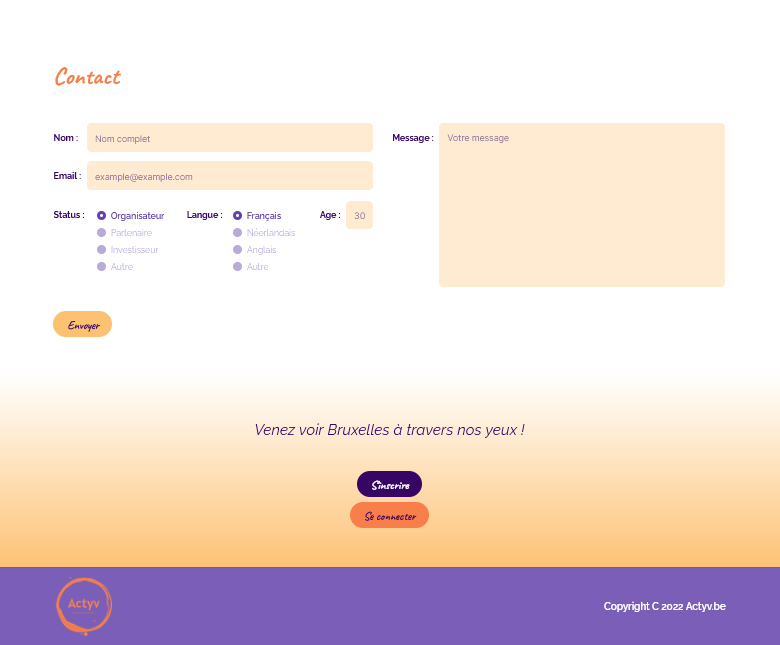 Contact
Nom :
Nom complet
Email :
example@example.com
Status :
Organisateur
Partenaire
Investisseur
Autre
Langue :
Français
Néerlandais
Anglais
Autre
Age :
30
Message :
Votre message
Envoyer
Venez voir Bruxelles à travers nos yeux !
S'inscrire
Se connecter
Actyv
Copyright C 2022 Actyv.be